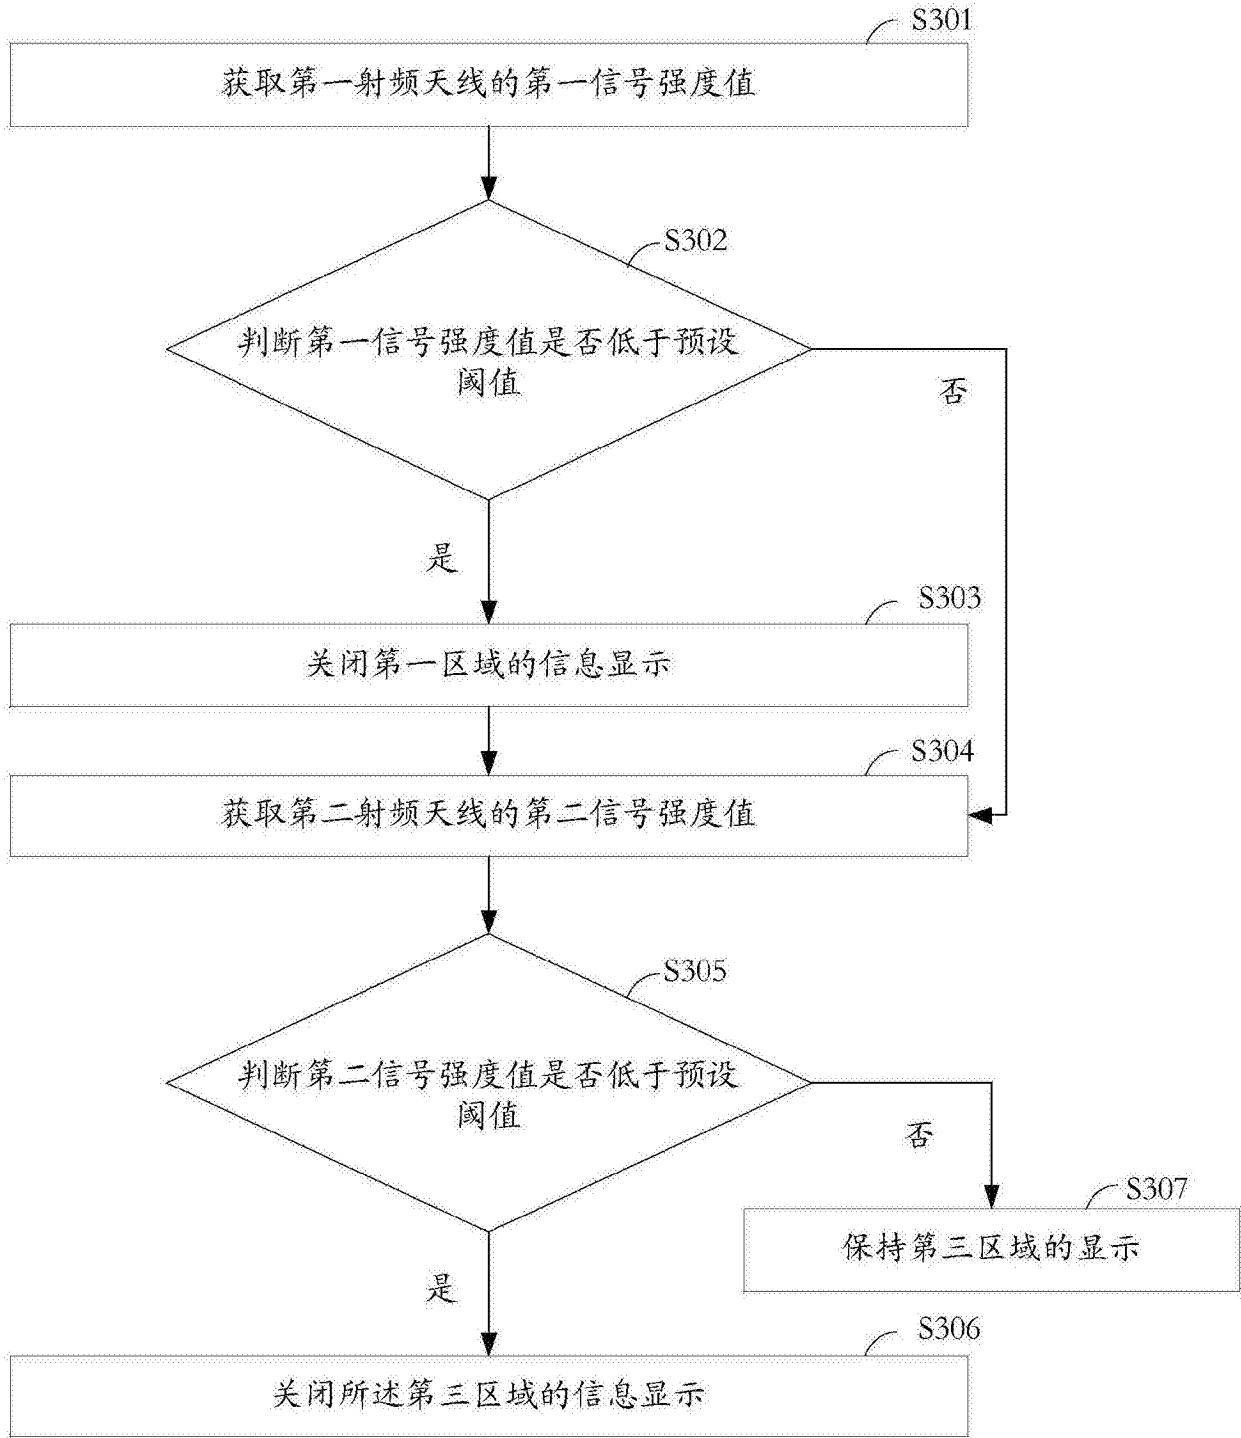 S301
获取第一射频天线的第一信号强度值
S302
判断第一信号强度值是否低于预设
阈值
否
是
S303
关闭第一区域的信息显示
S304
获取第二射频天线的第二信号强度值
S305
判断第二信号强度值是否低于预设
阈值
否
是
S307
保持第三区域的显示
S306
关闭所述第三区域的信息显示